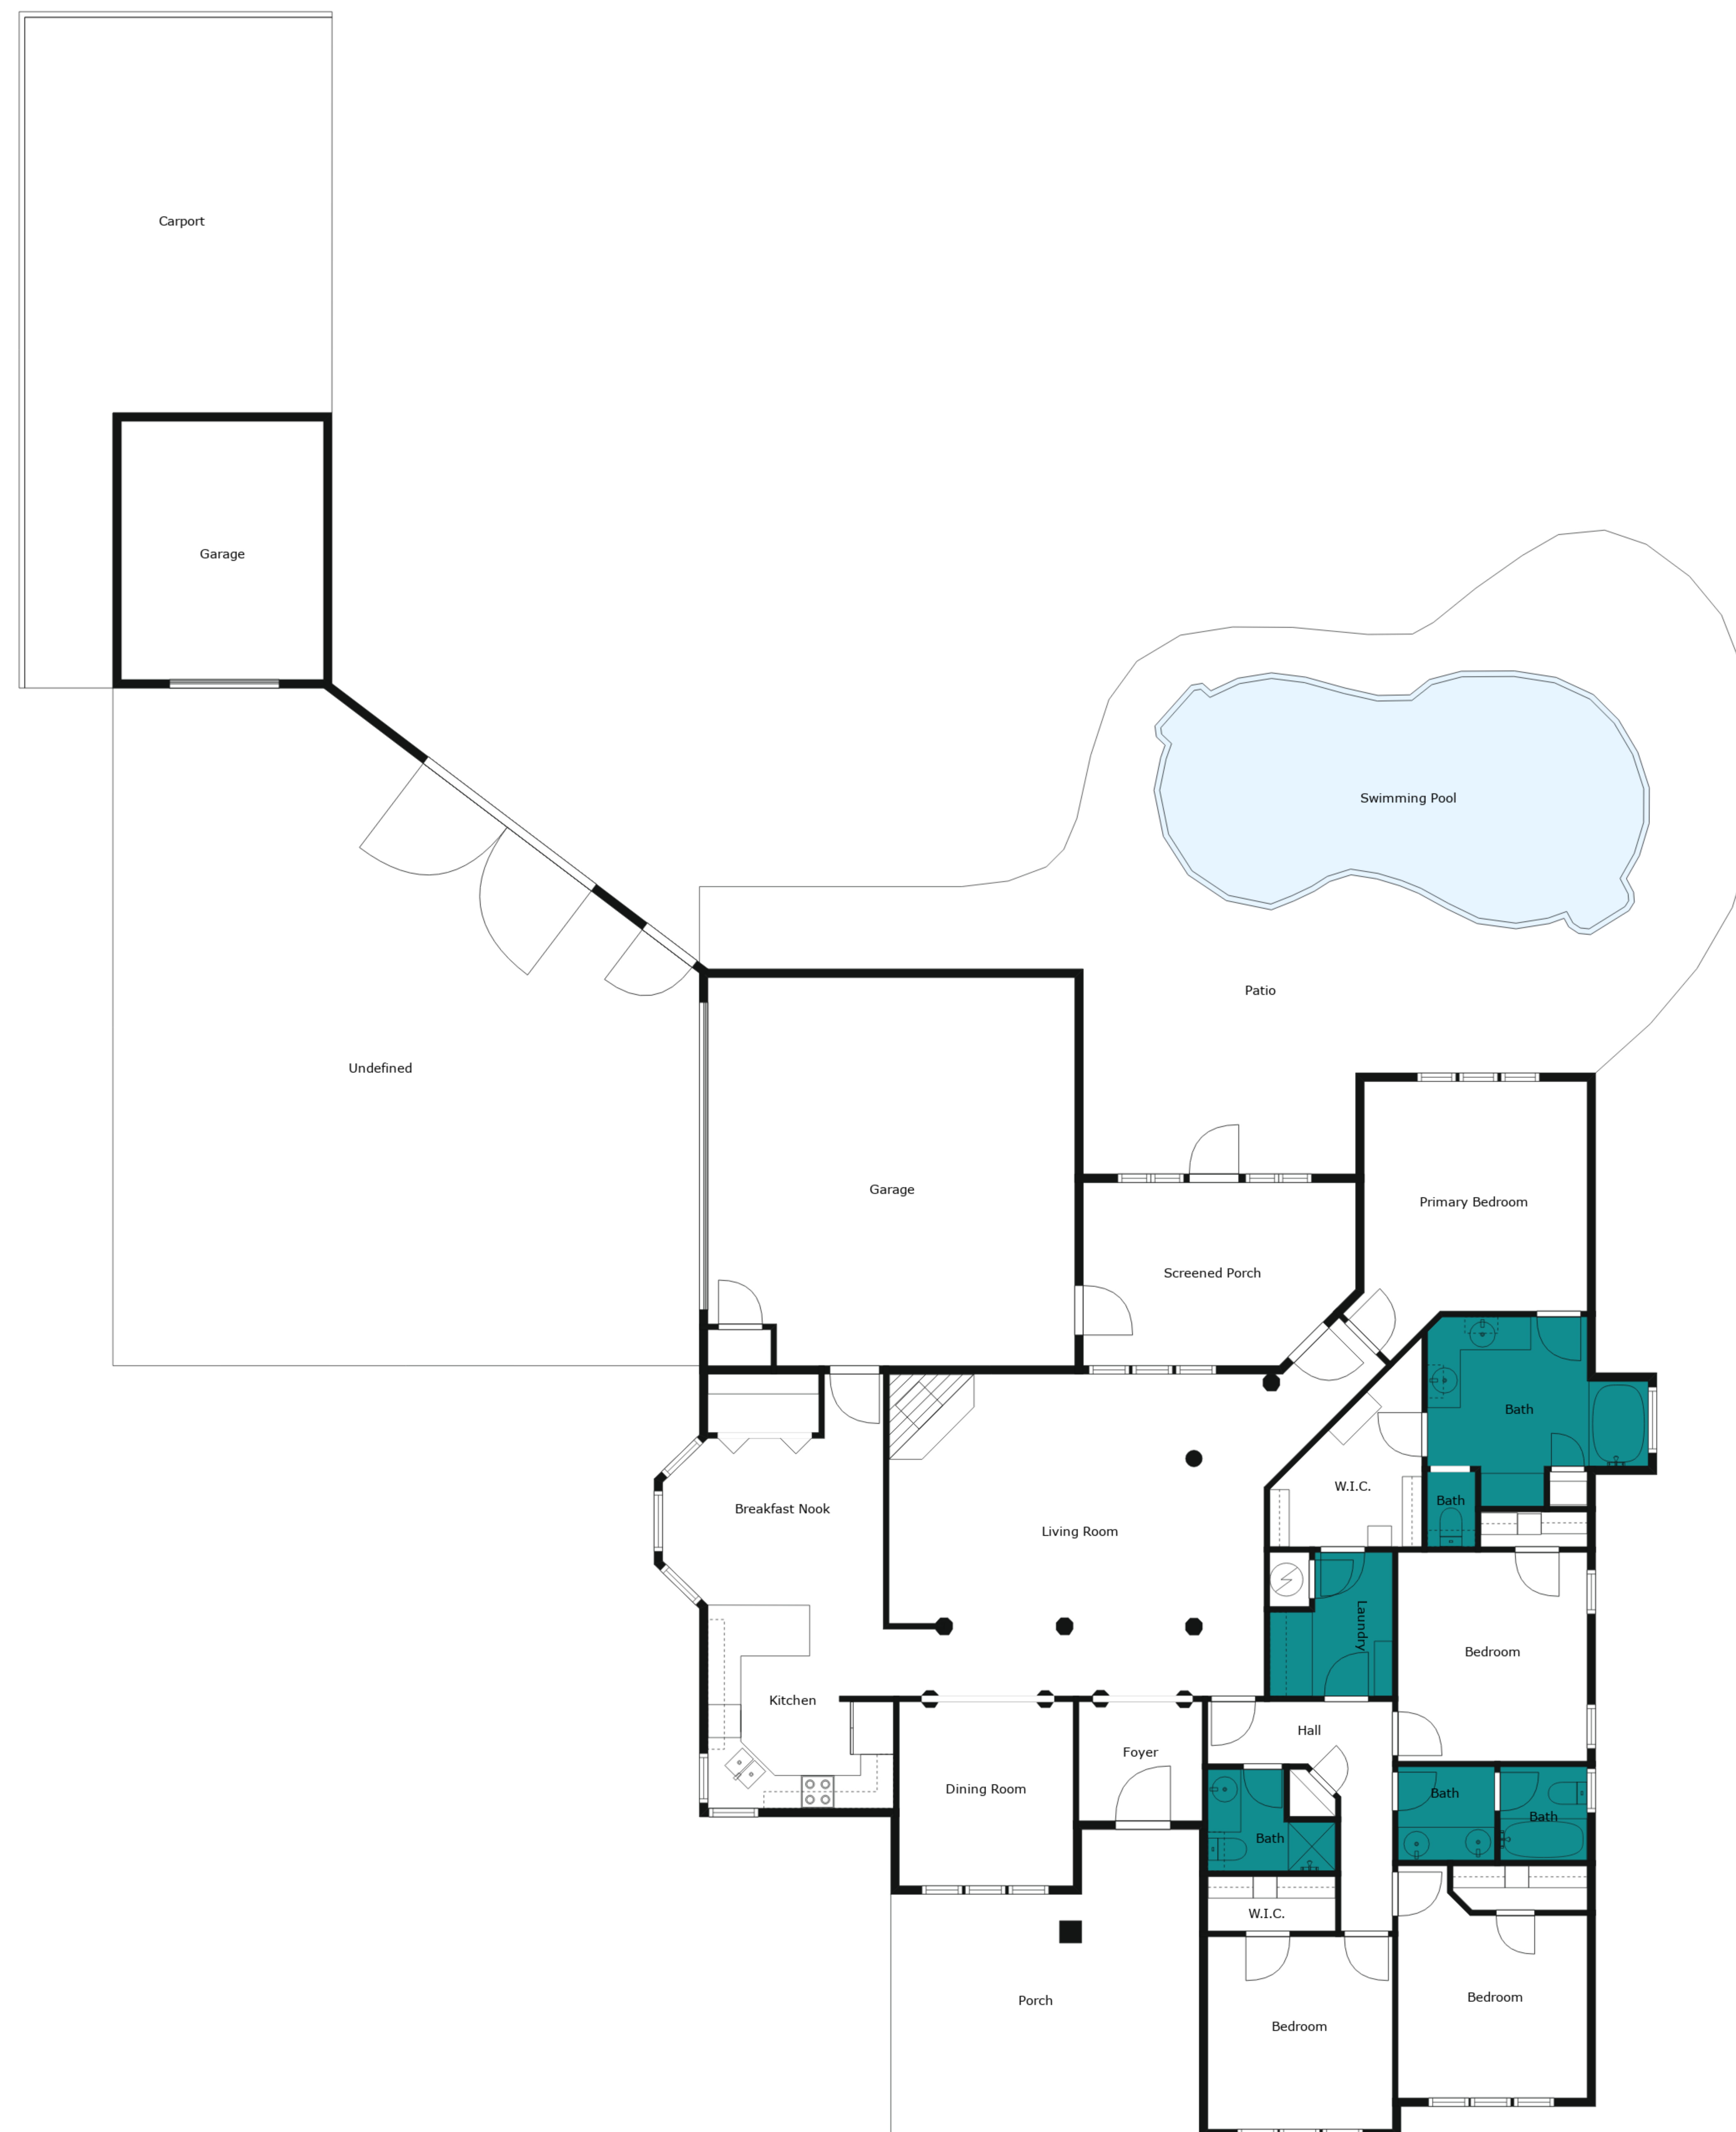 Carport
Garage
Swimming Pool
Patio
Undefined
Garage
Primary Bedroom
Screened Porch
Bath
W.I.C.
Bath
Breakfast Nook
Living Room
Laundry
Bedroom
Kitchen
Hall
Foyer
Dining Room
Bath
Bath
Bath
W.I.C.
Porch
Bedroom
Bedroom